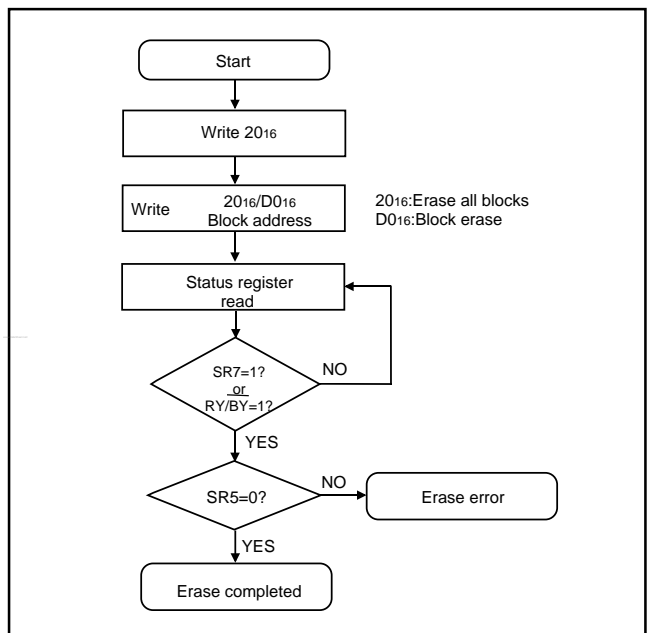 Start
Write 2016
Write 2016/D016
Block address
2016:Erase all blocks
D016:Block erase
Status register
read
SR7=1?
or
RY/BY=1?
NO
YES
SR5=0?
NO
Erase error
YES
Erase completed